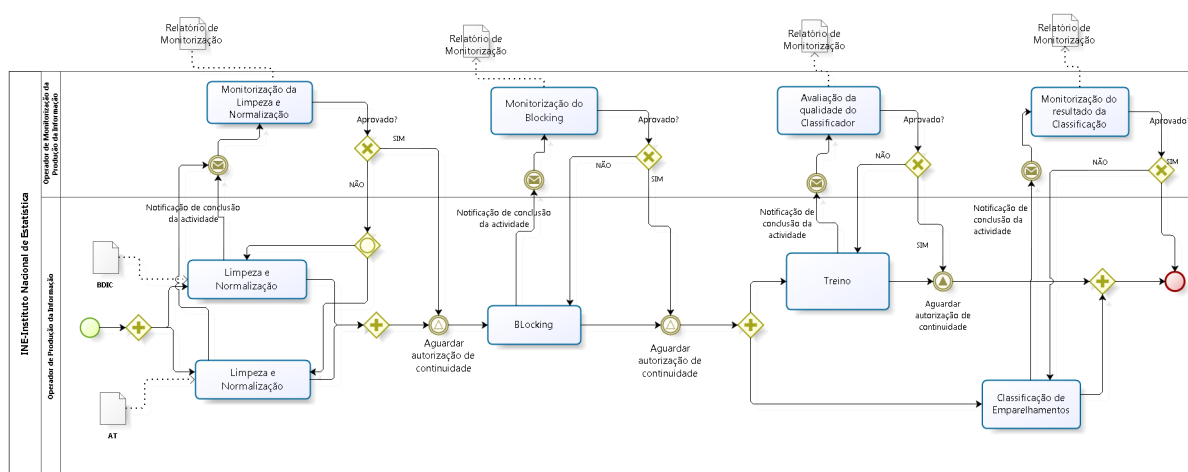 Relatório de
Monitorização
Relatório de
Monitorização
Relatório de
Monitorização
Relatório de
Monitorização
INE-Instituto Nacional de Estatística
Operador de Monitorização da
Produção da Informação
Monitorização da
Limpeza e
Normalização
Aprovado?
SIM
NÃO
Monitorização do
Blocking
Aprovado?
NÃO
SIM
Avaliação da
qualidade do
Classificador
Aprovado?
NÃO
SIM
Monitorização do
resultado da
Classificação
Aprovado?
NÃO
SIM
Operador de Produção da Informação
Notificação de conclusão
da actividade
Notificação de conclusão
da actividade
Notificação de
conclusão da
actividade
Notificação de
conclusão da
actividade
BDIC
Limpeza e
Normalização
AT
Limpeza e
Normalização
Aguardar
autorização de
continuidade
BLocking
Aguardar
autorização de
continuidade
Treino
Aguardar
autorização de
continuidade
Classificação de
Emparelhamentos